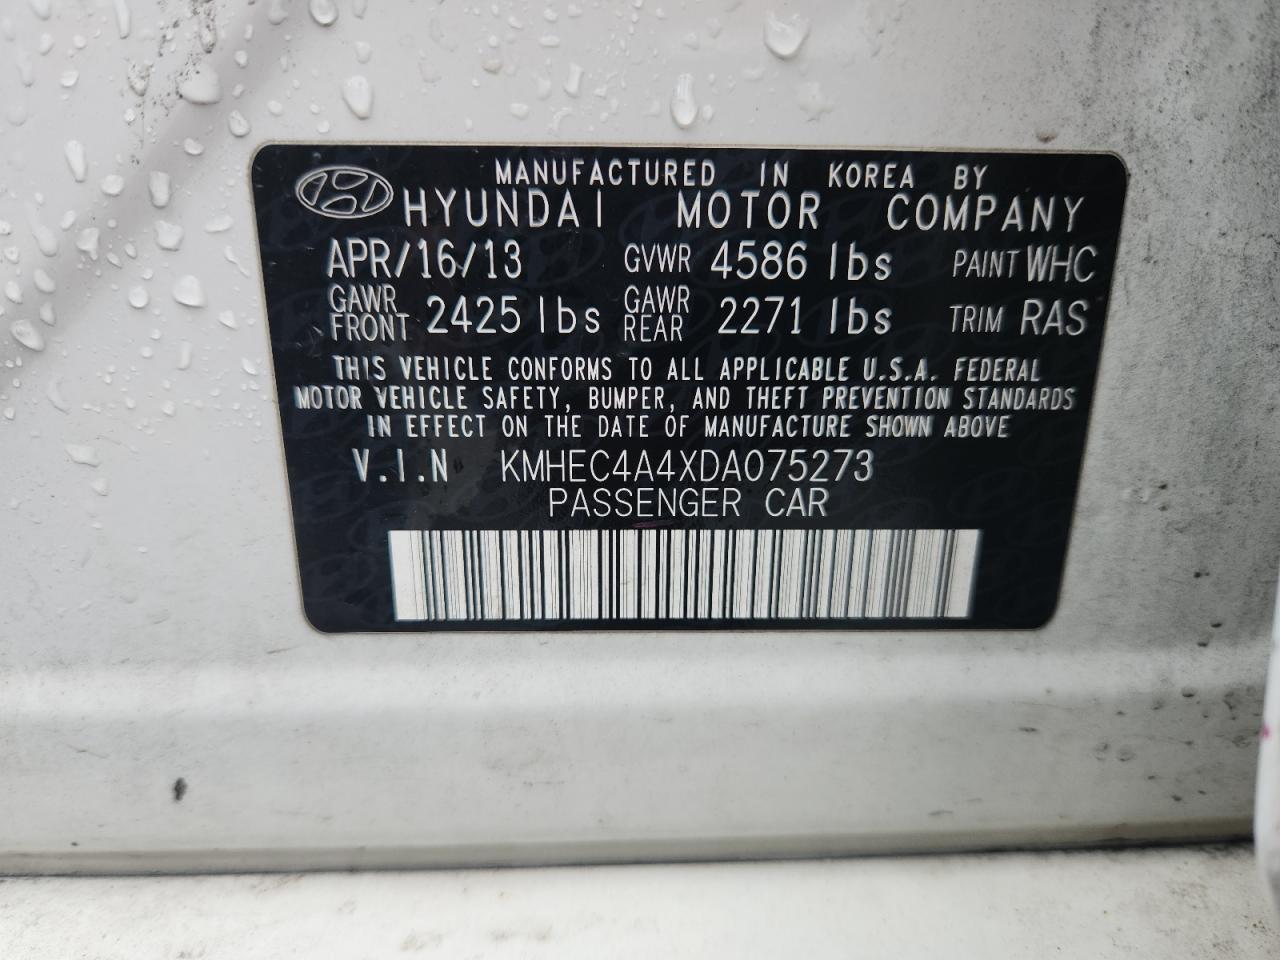 MANUFACTURED IN KOREA BY
HYUNDAI MOTOR COMPANY
APR/16/13 GVWR 4586 lbs PAINT WHC
GAWR FRONT 2425 lbs GAWR REAR 2271 lbs TRIM RAS
THIS VEHICLE CONFORMS TO ALL APPLICABLE U.S.A. FEDERAL
MOTOR VEHICLE SAFETY, BUMPER, AND THEFT PREVENTION STANDARDS
IN EFFECT ON THE DATE OF MANUFACTURE SHOWN ABOVE
V.I.N KMHEC4A4XDA075273
PASSENGER CAR